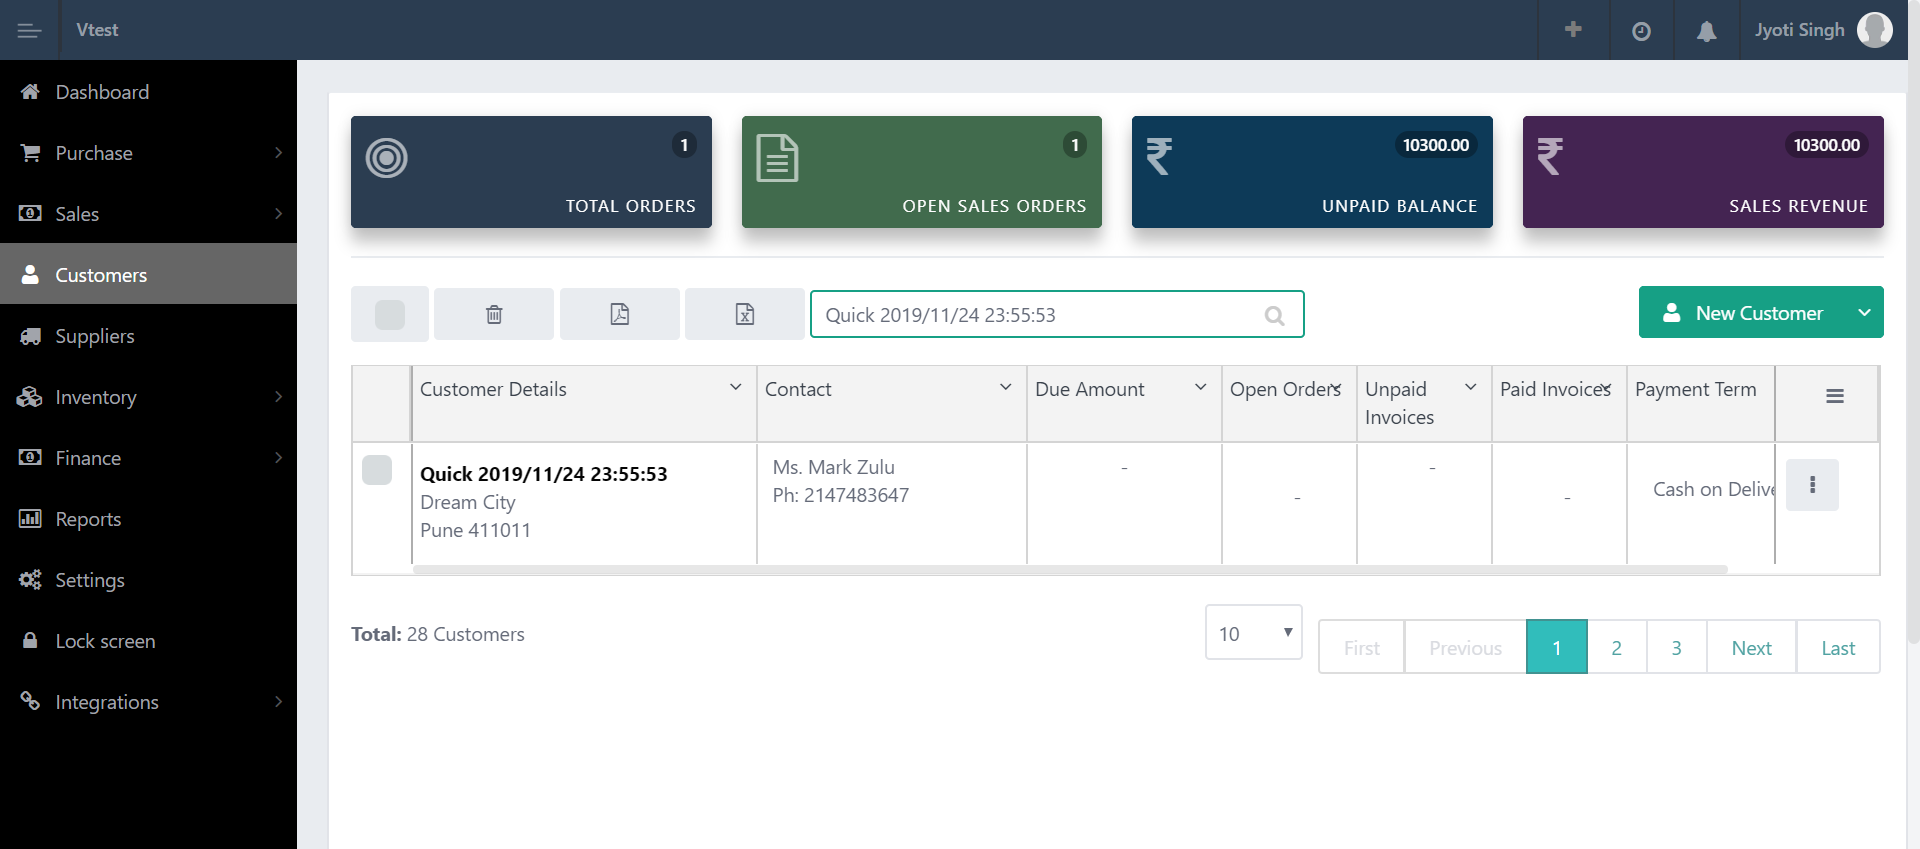 Vtest
Jyoti Singh
Dashboard
Purchase
Sales
Customers
Suppliers
Inventory
Finance
Reports
Settings
Lock screen
Integrations
1
TOTAL ORDERS
1
OPEN SALES ORDERS
10300.00
UNPAID BALANCE
10300.00
SALES REVENUE
Quick 2019/11/24 23:55:53
New Customer
Customer Details
Contact
Due Amount
Open Orders
Unpaid
Invoices
Paid Invoices
Payment Term
Quick 2019/11/24 23:55:53
Dream City
Pune 411011
Ms. Mark Zulu
Ph: 2147483647
-
-
-
-
Cash on Delive
Total: 28 Customers
10
First
Previous
1
2
3
Next
Last